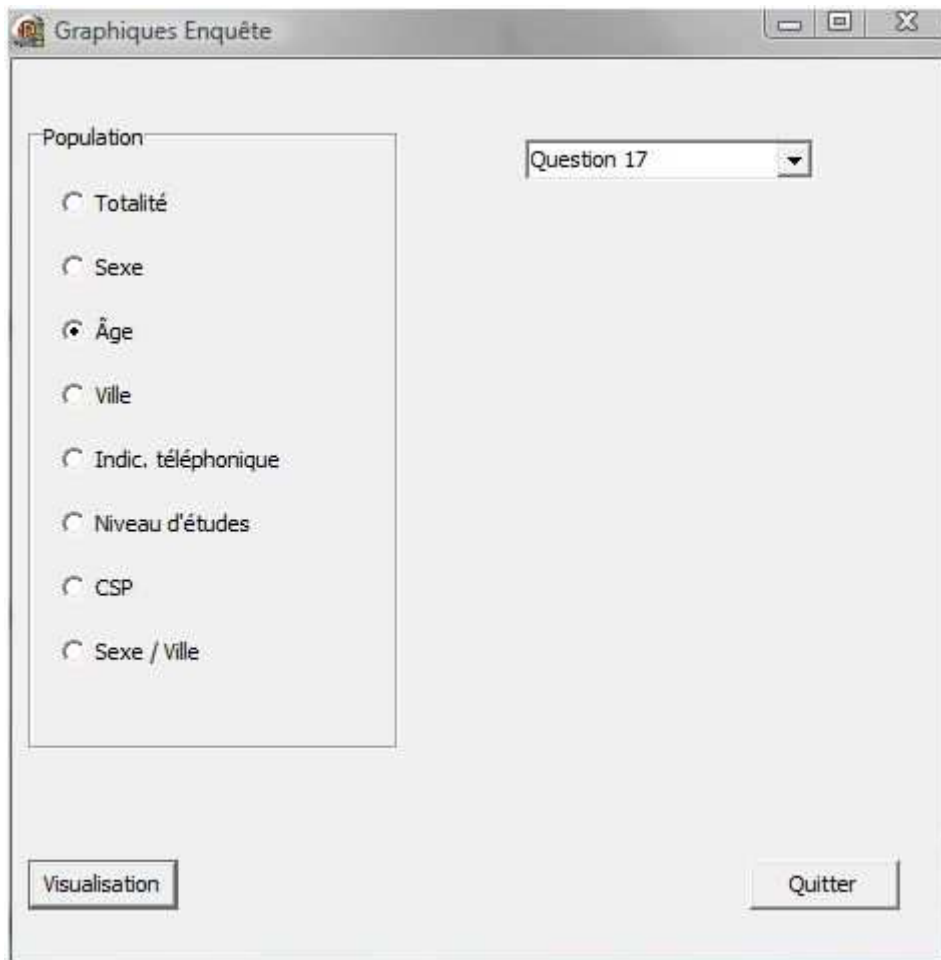 Graphiques Enquête
Population
Question 17
Totalité
Sexe
Âge
Ville
Indic. téléphonique
Niveau d'études
CSP
Sexe / Ville
Visualisation
Quitter